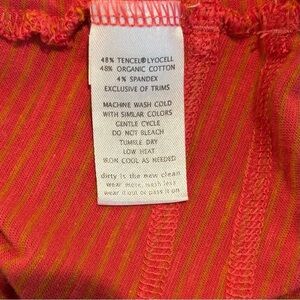 48% TENCEL®LYOCELL
48% ORGANIC COTTON
4% SPANDEX
EXCLUSIVE OF TRIMS
MACHINE WASH COLD
WITH SIMILAR COLORS
GENTLE CYCLE
DO NOT BLEACH
TUMBLE DRY
LOW HEAT
IRON COOL AS NEEDED
dirty is the new clean
wear more, wash less
wear it out or pass it on